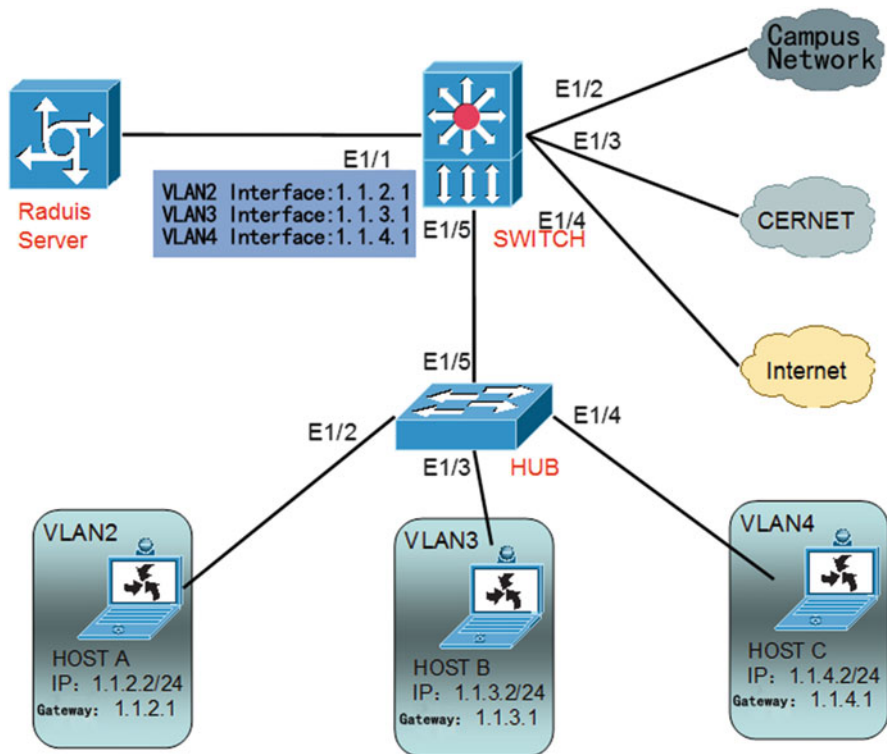 Campus
Network
E1/2
E1/3
E1/1
Raduis
Server
VLAN2 Interface:1.1.2.1
VLAN3 Interface:1.1.3.1
VLAN4 Interface:1.1.4.1
E1/4
E1/5
SWITCH
CERNET
Internet
E1/5
E1/2
E1/4
E1/3
HUB
VLAN2
HOST A
IP: 1.1.2.2/24
Gateway: 1.1.2.1
VLAN3
HOST B
IP: 1.1.3.2/24
Gateway: 1.1.3.1
VLAN4
HOST C
IP: 1.1.4.2/24
Gateway: 1.1.4.1